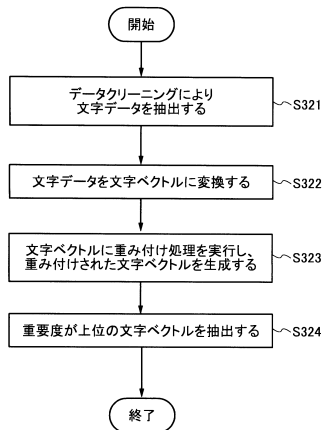 開始
データクリーニングにより
文字データを抽出する
S321
文字データを文字ベクトルに変換する
S322
文字ベクトルに重み付け処理を実行し、
重み付けされた文字ベクトルを生成する
S323
重要度が上位の文字ベクトルを抽出する
S324
終了